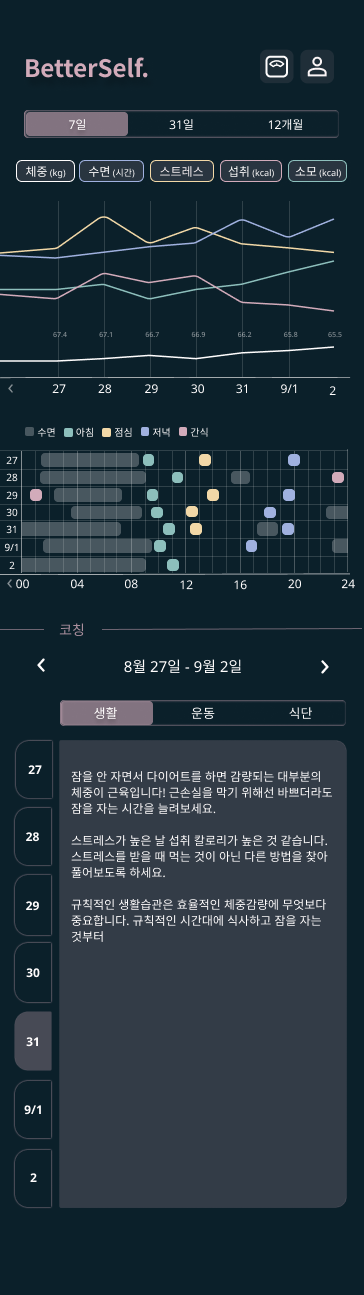 BetterSelf.
7일 31일 12개월
체중 (kg) 수면 (시간) 스트레스 섭취 (kcal) 소모 (kcal)
67.4 67.1 66.7 66.9 66.2 65.8 65.5
27 28 29 30 31 9/1 2
수면 아침 점심 저녁 간식
27
28
29
30
31
9/1
2
00 04 08 12 16 20 24
코칭
8월 27일 - 9월 2일
생활 운동 식단
27
28
29
30
31
9/1
2
잠을 안 자면서 다이어트를 하면 감량되는 대부분의
체중이 근육입니다! 근손실을 막기 위해선 바쁘더라도
잠을 자는 시간을 늘려보세요.
스트레스가 높은 날 섭취 칼로리가 높은 것 같습니다.
스트레스를 받을 때 먹는 것이 아닌 다른 방법을 찾아
풀어보도록 하세요.
규칙적인 생활습관은 효율적인 체중감량에 무엇보다
중요합니다. 규칙적인 시간대에 식사하고 잠을 자는
것부터